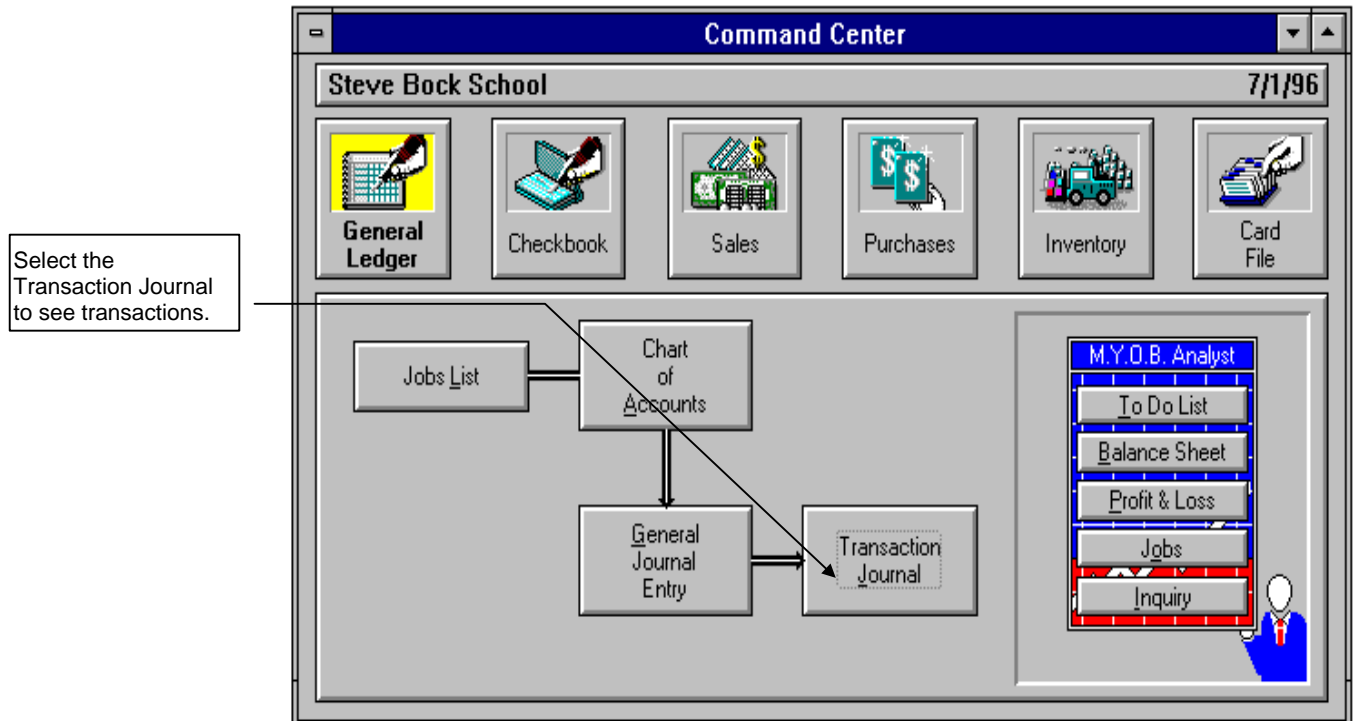 Command Center
Steve Bock School 7/1/96
General
Ledger
Checkbook
Sales
Purchases
Inventory
Card
File
Select the
Transaction Journal
to see transactions.
Jobs List
Chart
of
Accounts
General
Journal
Entry
Transaction
Journal
M.Y.O.B. Analyst
To Do List
Balance Sheet
Profit & Loss
Jobs
Inquiry